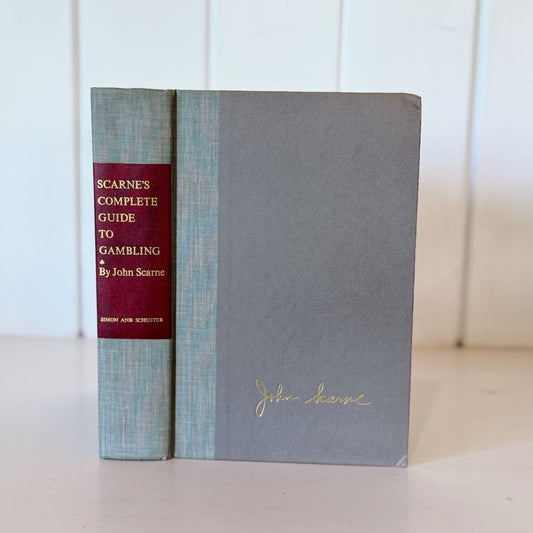 SCARNE'S
COMPLETE
GUIDE
TO
GAMBLING
By John Scarne
SIMON AND SCHUSTER
John Scarne